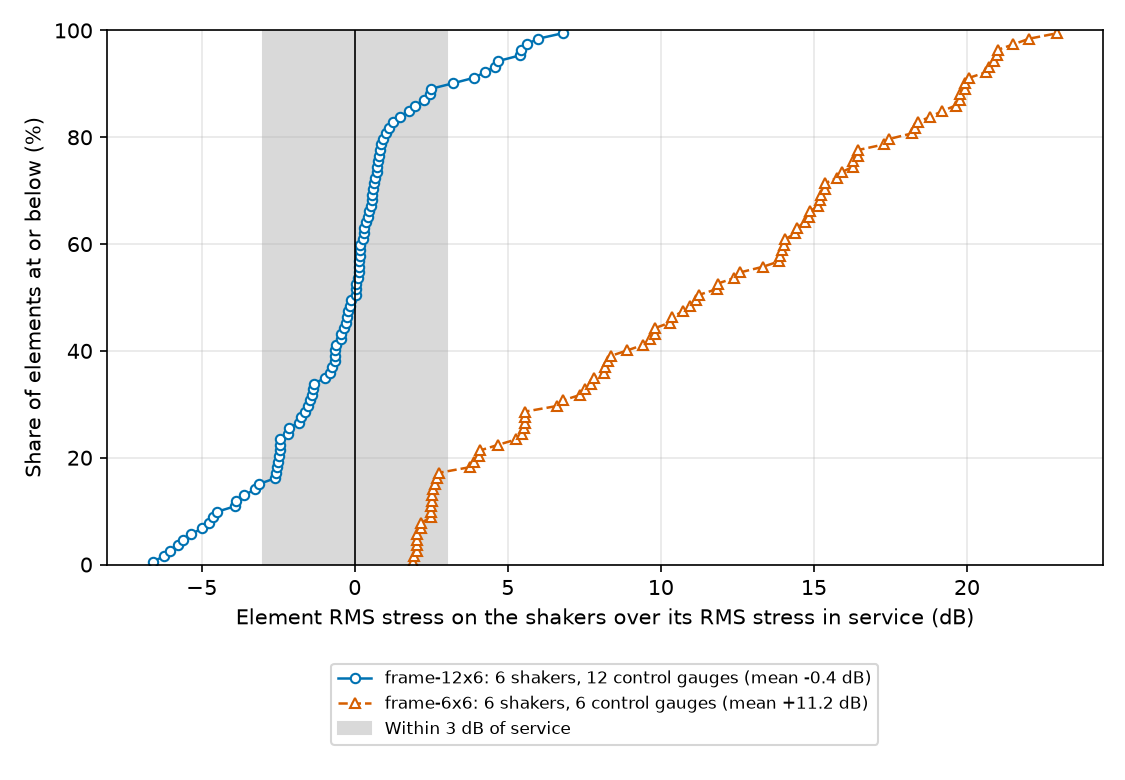 100
80
60
40
20
0
Share of elements at or below (%)
−5
0
5
10
15
20
Element RMS stress on the shakers over its RMS stress in service (dB)
frame-12x6: 6 shakers, 12 control gauges (mean -0.4 dB)
frame-6x6: 6 shakers, 6 control gauges (mean +11.2 dB)
Within 3 dB of service